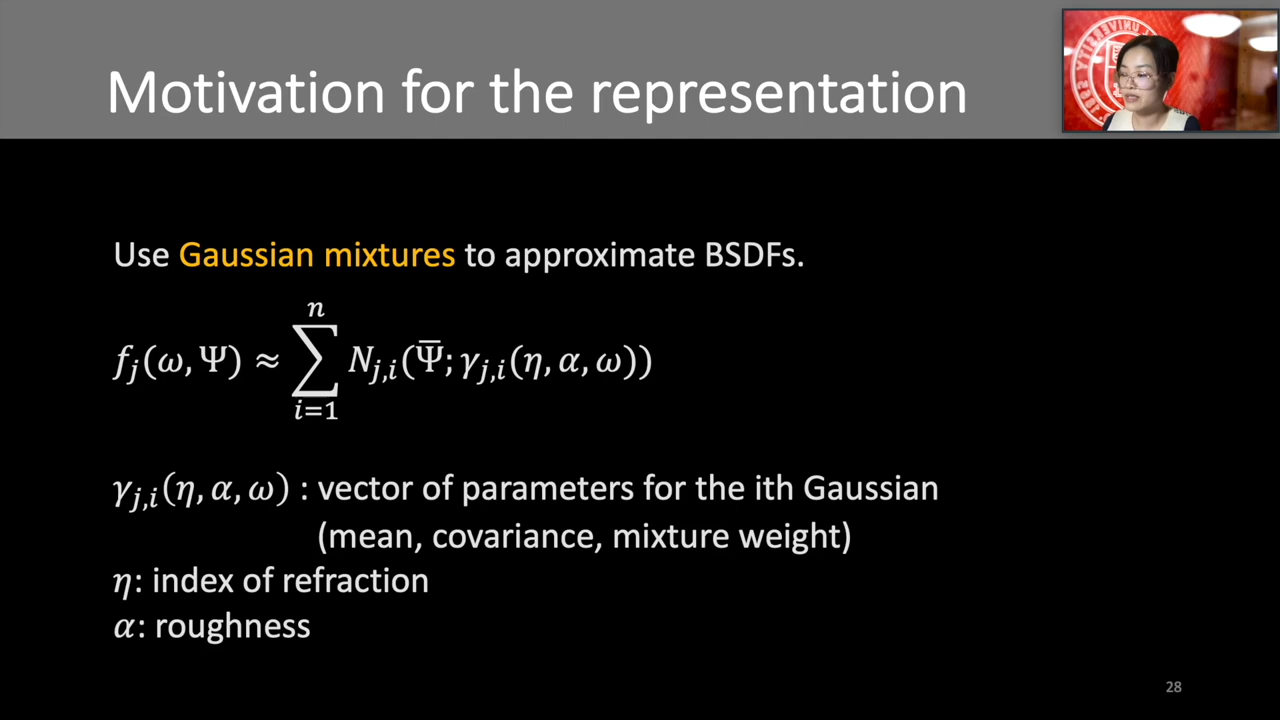 Motivation for the representation
Use Gaussian mixtures to approximate BSDFs.
f_j(ω, Ψ) ≈ ∑_{i=1}^{n} N_{j,i}(Ψ̅; γ_{j,i}(η, α, ω))
γ_{j,i}(η, α, ω) : vector of parameters for the ith Gaussian
(mean, covariance, mixture weight)
η: index of refraction
α: roughness
28